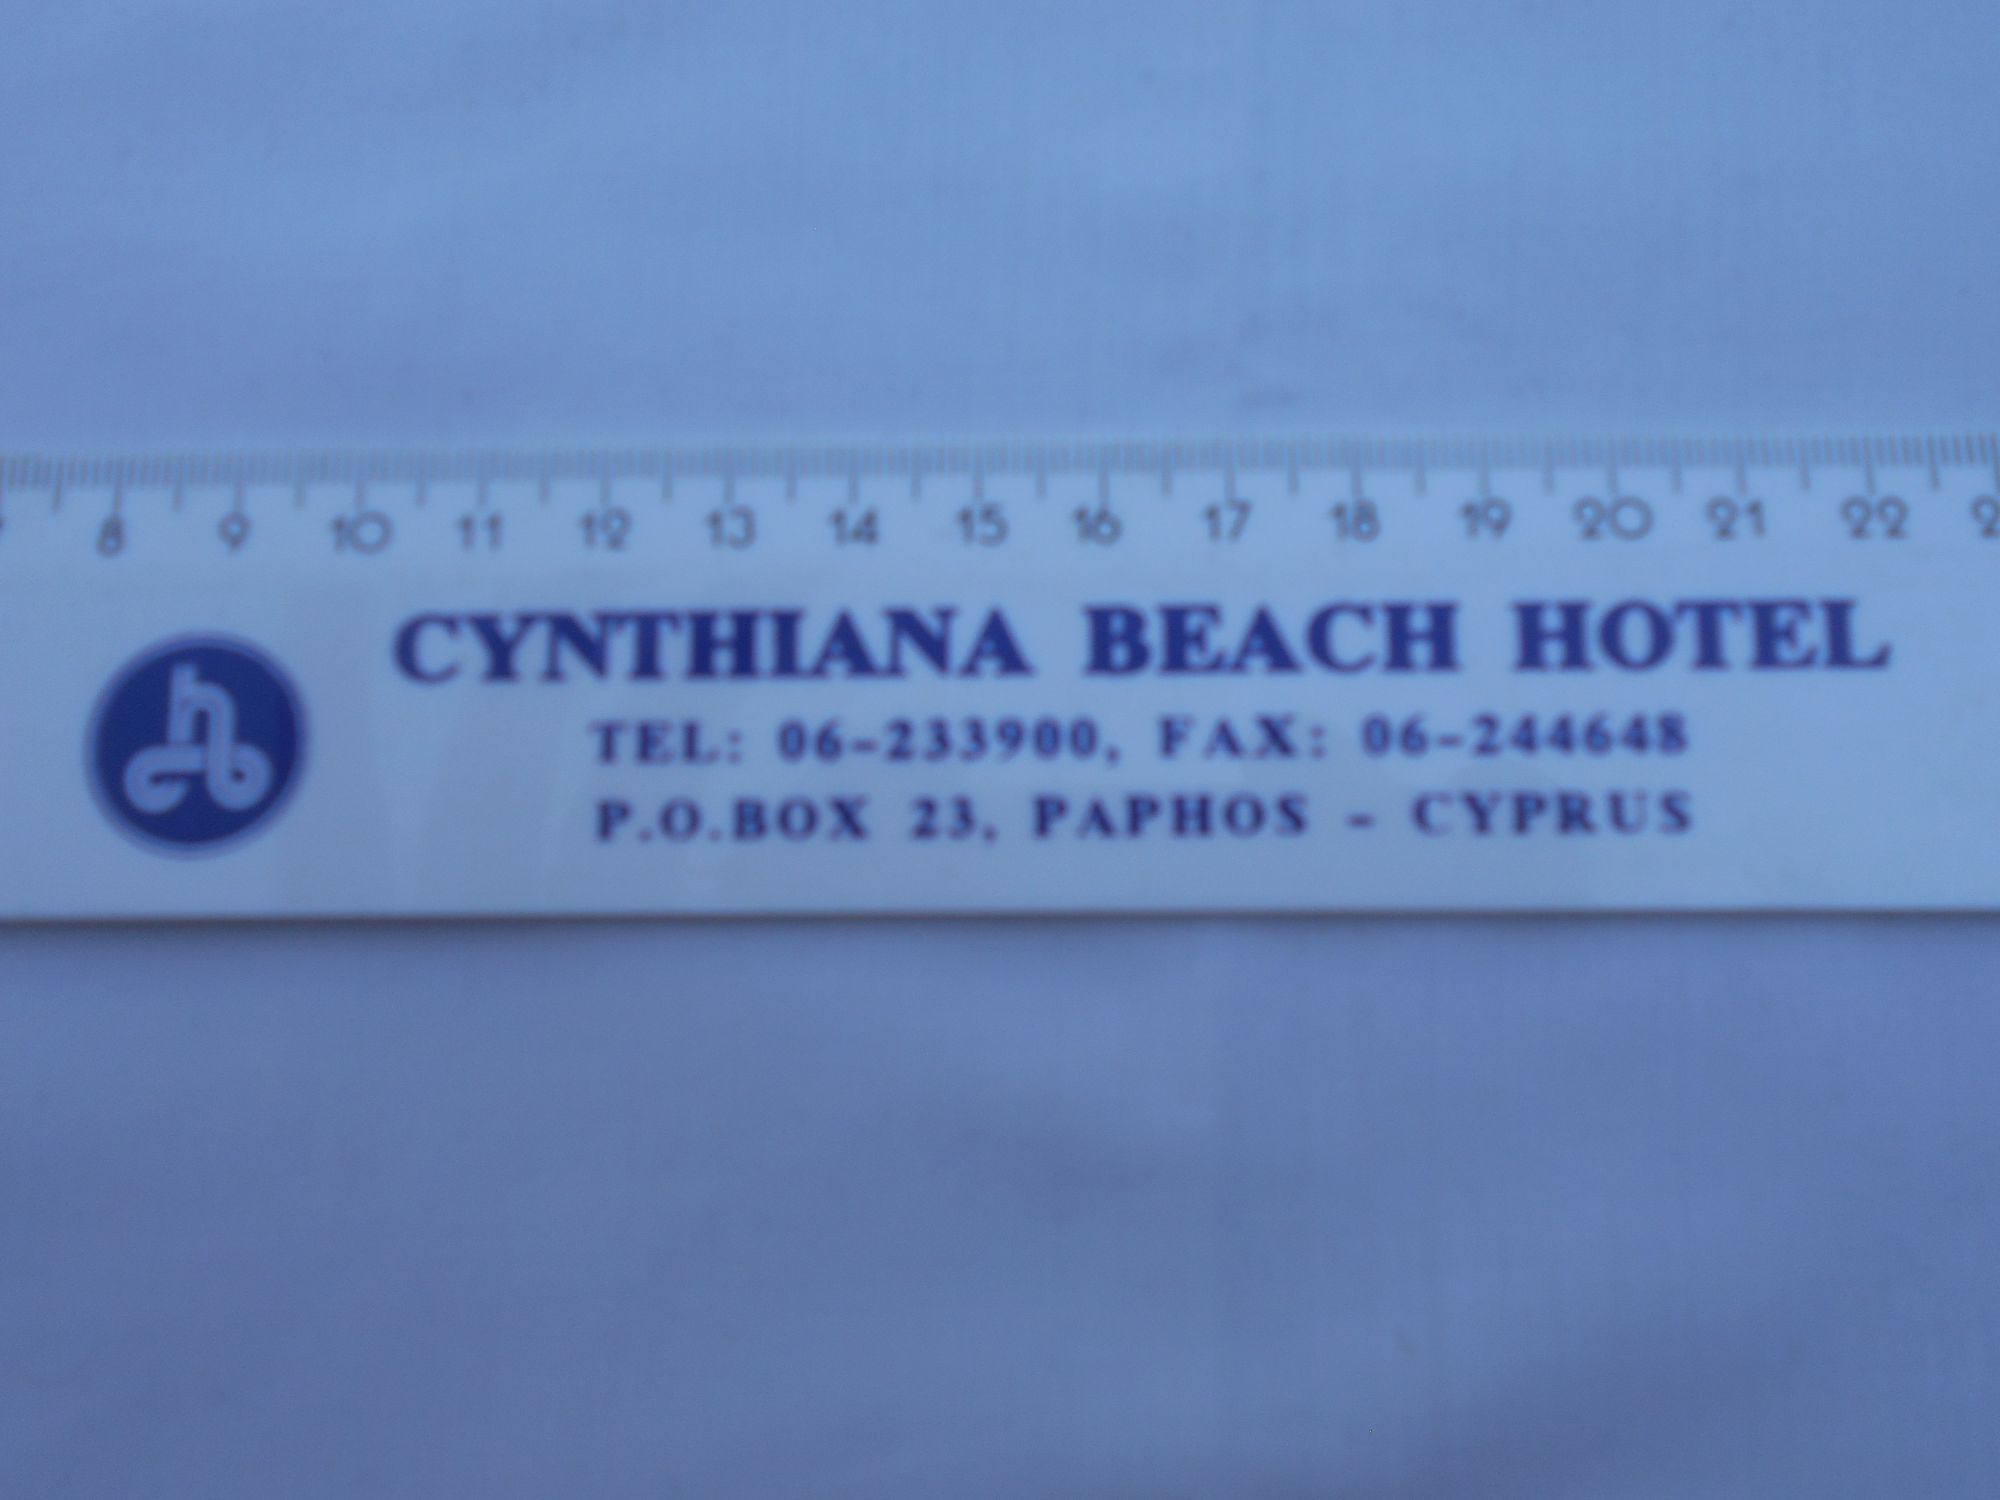 8 9 10 11 12 13 14 15 16 17 18 19 20 21 22
CYNTHIANA BEACH HOTEL
TEL: 06-233900, FAX: 06-244648
P.O.BOX 23, PAPHOS - CYPRUS